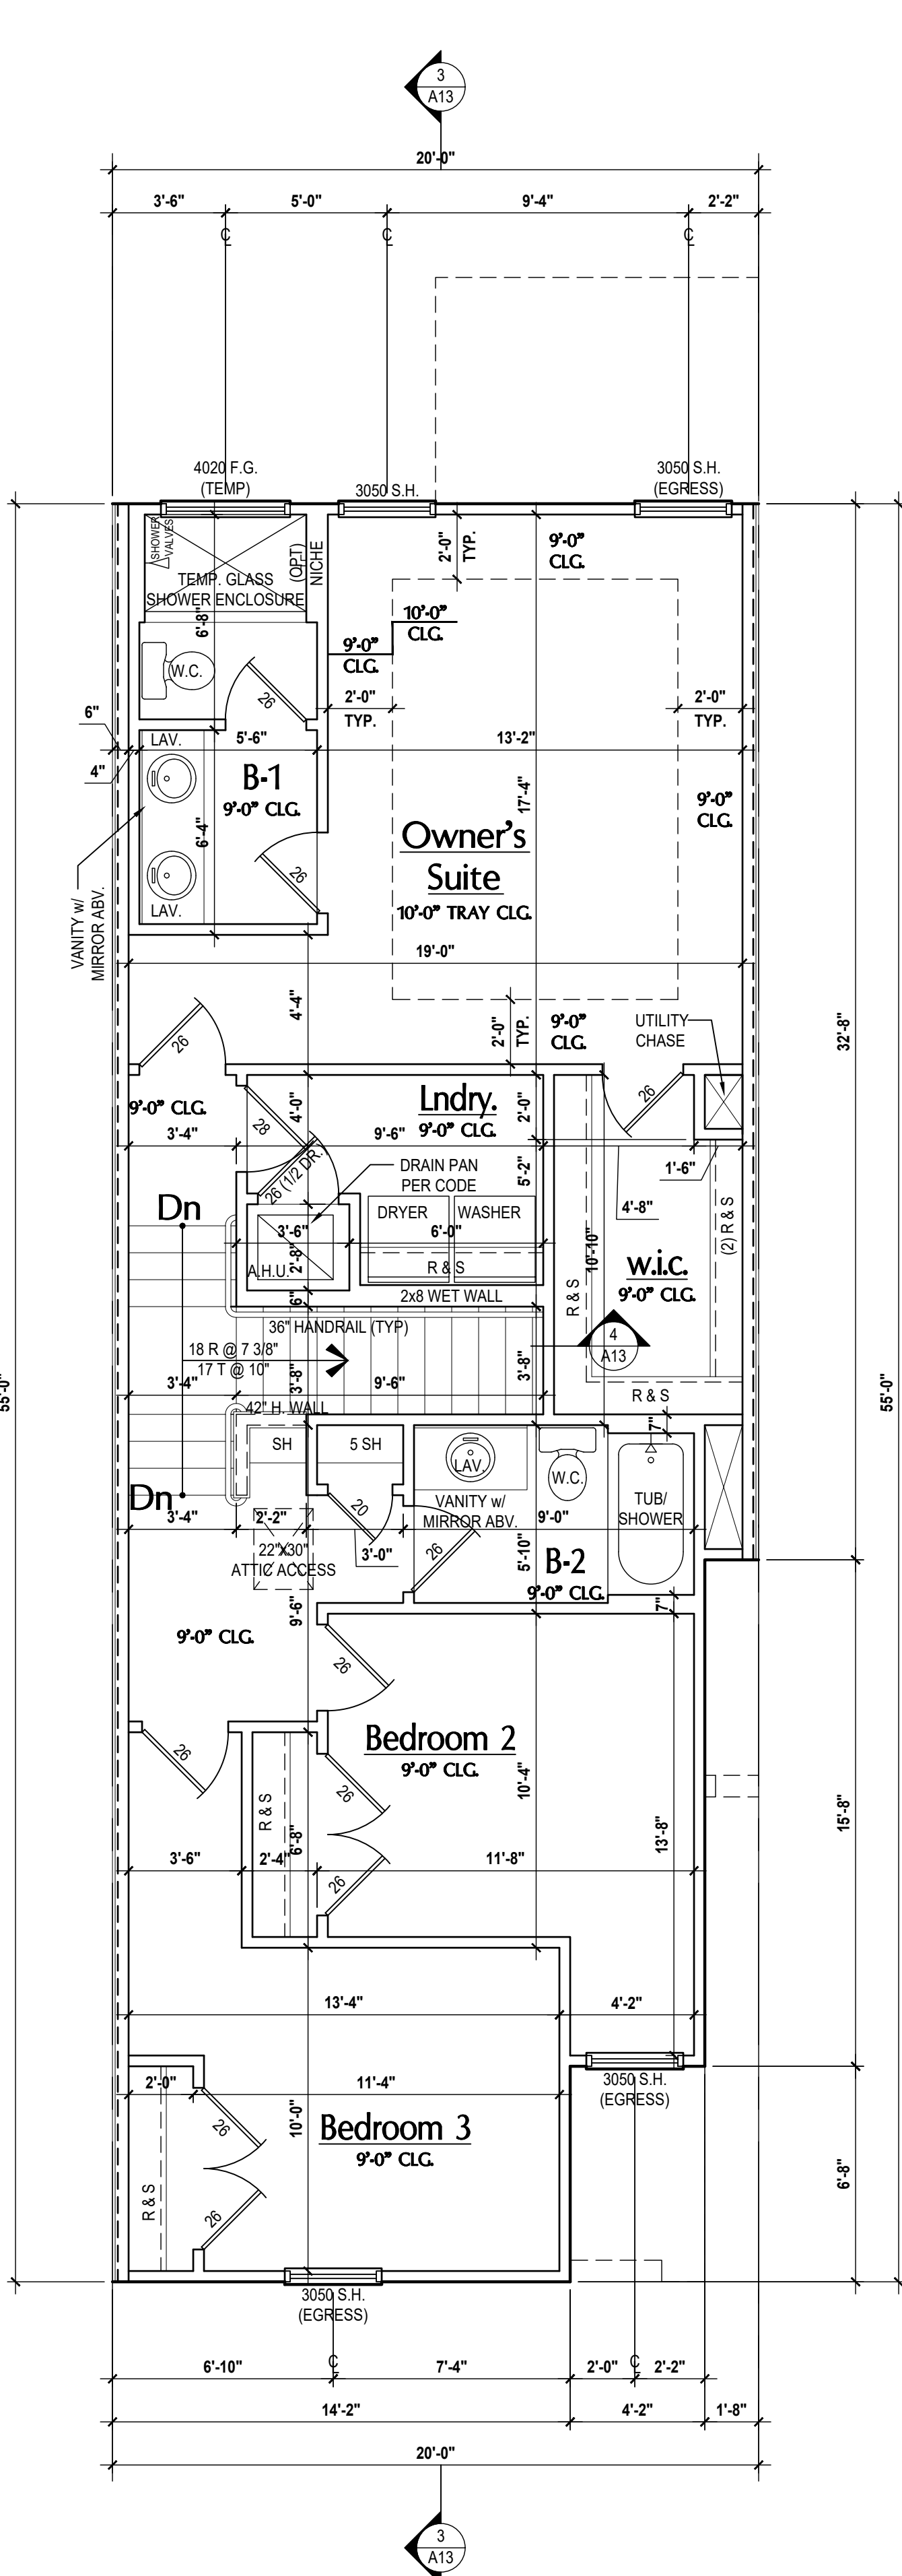 3
A13
20'-0"
3'-6"
5'-0"
9'-4"
2'-2"
℄
℄
℄
4020 F.G.
(TEMP)
3050 S.H.
3050 S.H.
(EGRESS)
SHOWER
VALVES
TEMP. GLASS
SHOWER ENCLOSURE
(OPT)
NICHE
6'-8"
2'-0"
TYP.
9'-0"
CLG.
10'-0"
CLG.
9'-0"
CLG.
W.C.
26
2'-0"
TYP.
2'-0"
TYP.
6"
4"
LAV.
5'-6"
13'-2"
B-1
9'-0" CLG.
6'-4"
17'-4"
9'-0"
CLG.
Owner's
Suite
10'-0" TRAY CLG.
26
LAV.
VANITY w/
MIRROR ABV.
19'-0"
4'-4"
2'-0"
TYP.
9'-0"
CLG.
UTILITY
CHASE
26
32'-8"
9'-0" CLG.
Lndry.
9'-0" CLG.
4'-0"
2'-0"
26
28
3'-4"
9'-6"
5'-2"
1'-6"
26 (1/2 DR.)
DRAIN PAN
PER CODE
4'-8"
Dn
DRYER
WASHER
3'-6"
6'-0"
2'-8"
A.H.U.
R & S
10'-10"
(2) R & S
w.i.c.
9'-0" CLG.
R & S
6"
2x8 WET WALL
36" HANDRAIL (TYP)
18 R @ 7 3/8"
17 T @ 10"
4
A13
3'-4"
3'-8"
9'-6"
3'-8"
R & S
42" H. WALL
55'-0"
55'-0"
SH
5 SH
LAV.
W.C.
7"
Dn
VANITY w/
MIRROR ABV.
TUB/
SHOWER
3'-4"
2'-2"
20
3'-0"
9'-0"
22"X30"
ATTIC ACCESS
26
5'-10"
B-2
9'-0" CLG.
7"
9'-6"
9'-0" CLG.
26
26
Bedroom 2
9'-0" CLG.
26
R & S
6'-8"
10'-4"
13'-8"
15'-8"
3'-6"
2'-4"
11'-8"
26
13'-4"
4'-2"
3050 S.H.
(EGRESS)
2'-0"
11'-4"
26
10'-0"
Bedroom 3
9'-0" CLG.
R & S
26
6'-8"
3050 S.H.
(EGRESS)
6'-10"
℄
7'-4"
2'-0"
℄
2'-2"
14'-2"
4'-2"
1'-8"
20'-0"
3
A13